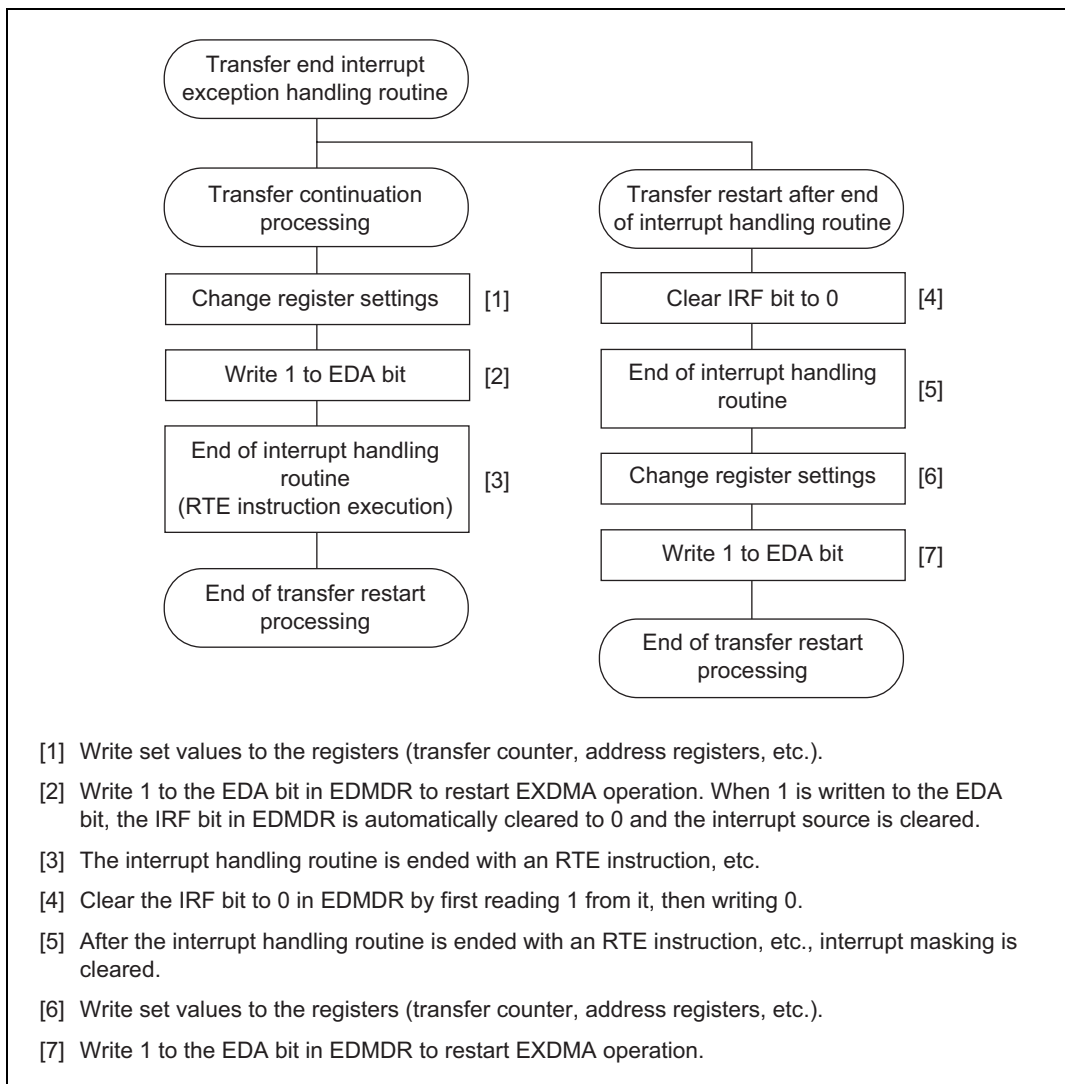 Transfer end interrupt
exception handling routine
Transfer continuation
processing
Change register settings [1]
Write 1 to EDA bit [2]
End of interrupt handling
routine
(RTE instruction execution)
[3]
End of transfer restart
processing
Transfer restart after end
of interrupt handling routine
Clear IRF bit to 0 [4]
End of interrupt handling
routine
[5]
Change register settings [6]
Write 1 to EDA bit [7]
End of transfer restart
processing
[1] Write set values to the registers (transfer counter, address registers, etc.).
[2] Write 1 to the EDA bit in EDMDR to restart EXDMA operation. When 1 is written to the EDA
bit, the IRF bit in EDMDR is automatically cleared to 0 and the interrupt source is cleared.
[3] The interrupt handling routine is ended with an RTE instruction, etc.
[4] Clear the IRF bit to 0 in EDMDR by first reading 1 from it, then writing 0.
[5] After the interrupt handling routine is ended with an RTE instruction, etc., interrupt masking is
cleared.
[6] Write set values to the registers (transfer counter, address registers, etc.).
[7] Write 1 to the EDA bit in EDMDR to restart EXDMA operation.